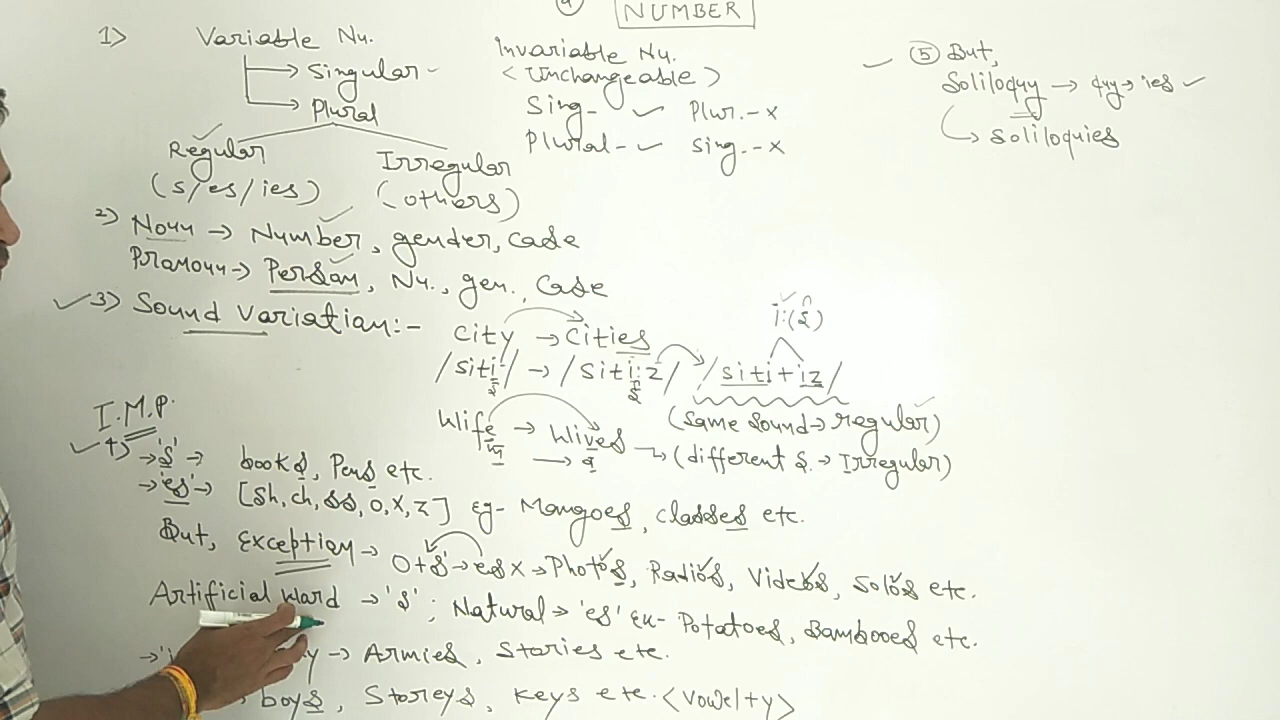 NUMBER
1> Variable Nu.
→ Singular
→ Plural
Regular
(s/es/ies)
Irregular
(others)
Invariable Nu.
<Unchangeable>
Sing- ✓ Plur.-x
Plural- ✓ Sing.-x
✓ ⑤ But,
Soliloquy → quy→ies ✓
→ Soliloquies
2) Noun → Number, gender, case
Pronoun→ Person, Nu., gen., Case
✓ 3) Sound Variation:-
City → Cities
i:(ई)
/siti/ → /siti:z/ /siti+iz/
(Same Sound→regular)
Wife → Wives → (different S.→ Irregular)
I.M.P.
✓ 4) → 's' → books, Pens etc.
→ 'es' → [Sh, ch, ss, o, x, z] eg- Mangoes, classes etc.
But, exception → O+'s' → es x → Photos, Radios, Videos, Solos etc.
Artificial word → 's'; Natural → 'es' Ex- Potatoes, Bambooes etc.
y → Armies, Stories etc.
boys, Storeys, Keys etc. <Vowel+y>